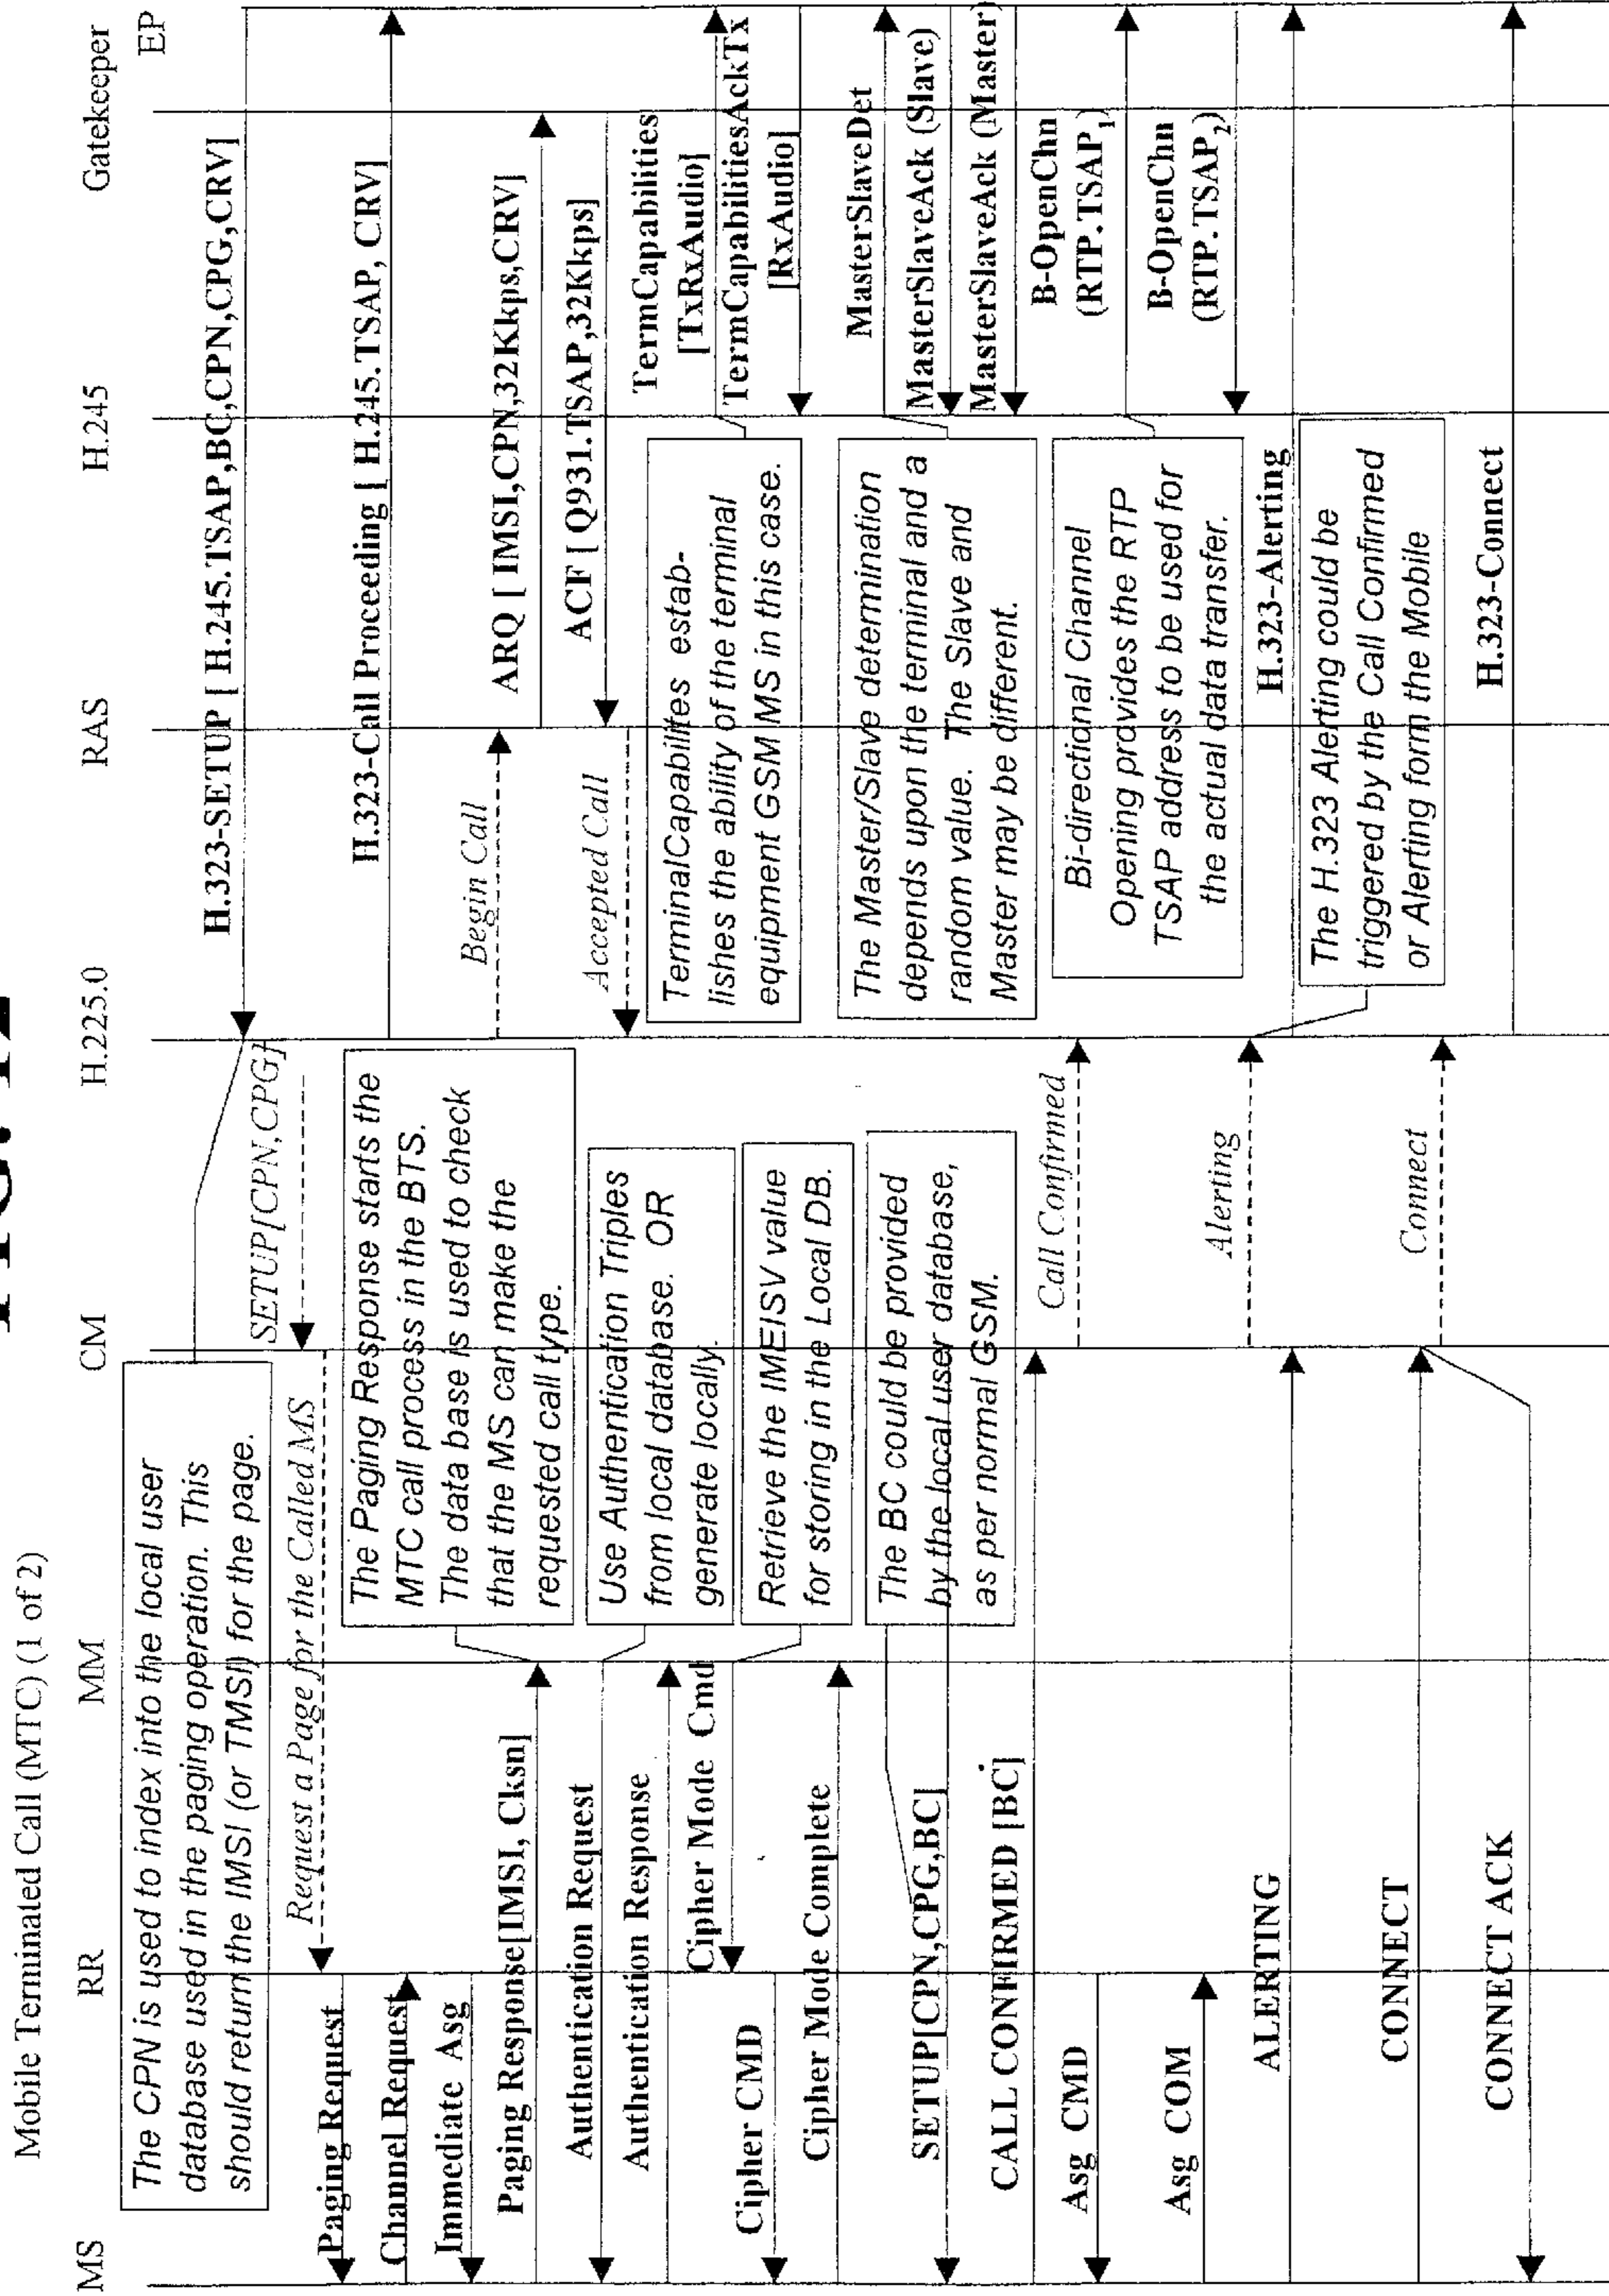 Mobile Terminated Call (MTC) (1 of 2)
MS
RR
MM
CM
H.225.0
RAS
H.245
Gatekeeper
EP
The CPN is used to index into the local user
database used in the paging operation. This
should return the IMSI (or TMSI) for the page.
H.323-SETUP [ H.245.TSAP,BC,CPN,CPG,CRV]
SETUP[CPN,CPG]
Request a Page for the Called MS
Paging Request
Channel Request
Immediate Asg
Paging Response[IMSI, Cksn]
The Paging Response starts the
MTC call process in the BTS.
The data base is used to check
that the MS can make the
requested call type.
H.323-Call Proceeding [ H.245.TSAP, CRV]
Begin Call
ARQ [ IMSI,CPN,32Kkps,CRV]
ACF[ Q931.TSAP,32Kkps]
Accepted Call
Authentication Request
Authentication Response
Use Authentication Triples
from local database. OR
generate locally.
TermCapabilities
[TxRxAudio]
TermCapabilitiesAckTx
[RxAudio]
TerminalCapabilites estab-
lishes the ability of the terminal
equipment GSM MS in this case.
Cipher Mode Cmd
Cipher CMD
Cipher Mode Complete
Retrieve the IMEISV value
for storing in the Local DB.
MasterSlaveDet
MasterSlaveAck (Slave)
MasterSlaveAck (Master)
The Master/Slave determination
depends upon the terminal and a
random value. The Slave and
Master may be different.
SETUP[CPN,CPG,BC]
The BC could be provided
by the local user database,
as per normal GSM.
CALL CONFIRMED [BC]
Call Confirmed
B-OpenChn
(RTP.TSAP1)
B-OpenChn
(RTP.TSAP2)
Bi-directional Channel
Opening provides the RTP
TSAP address to be used for
the actual data transfer.
Asg CMD
Asg COM
ALERTING
Alerting
H.323-Alerting
The H.323 Alerting could be
triggered by the Call Confirmed
or Alerting form the Mobile
CONNECT
Connect
H.323-Connect
CONNECT ACK